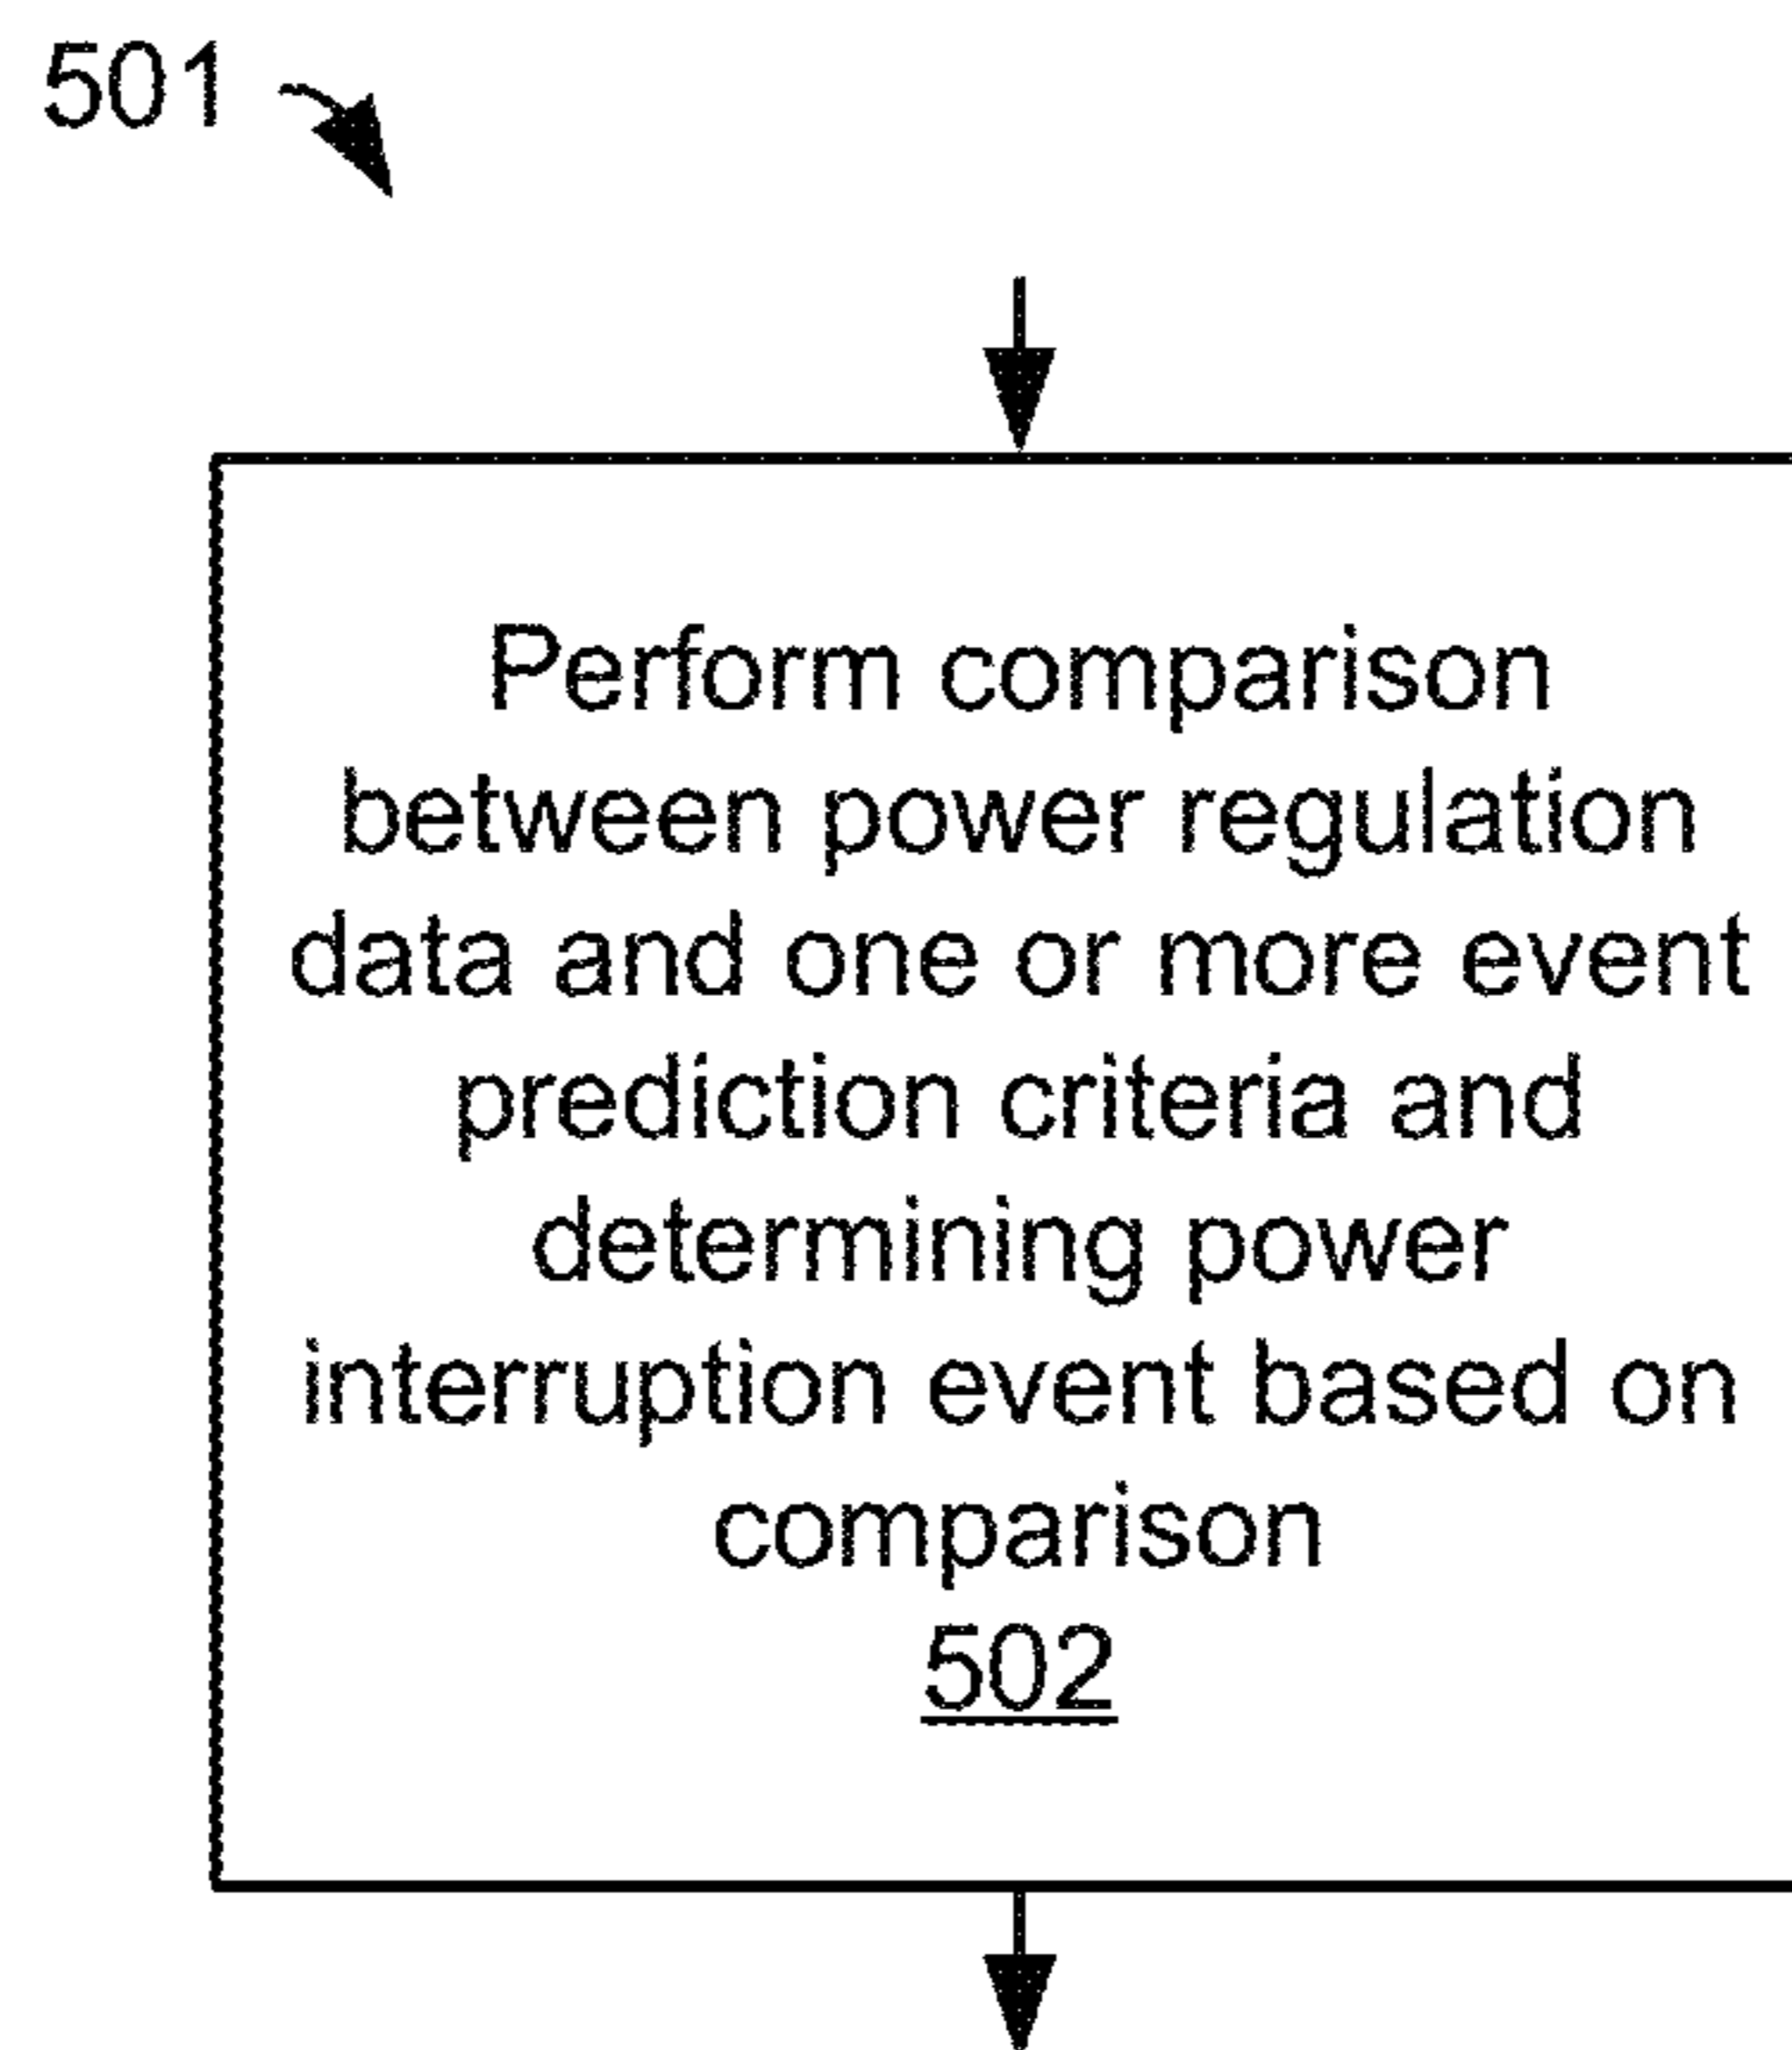 501
Perform comparison
between power regulation
data and one or more event
prediction criteria and
determining power
interruption event based on
comparison
502